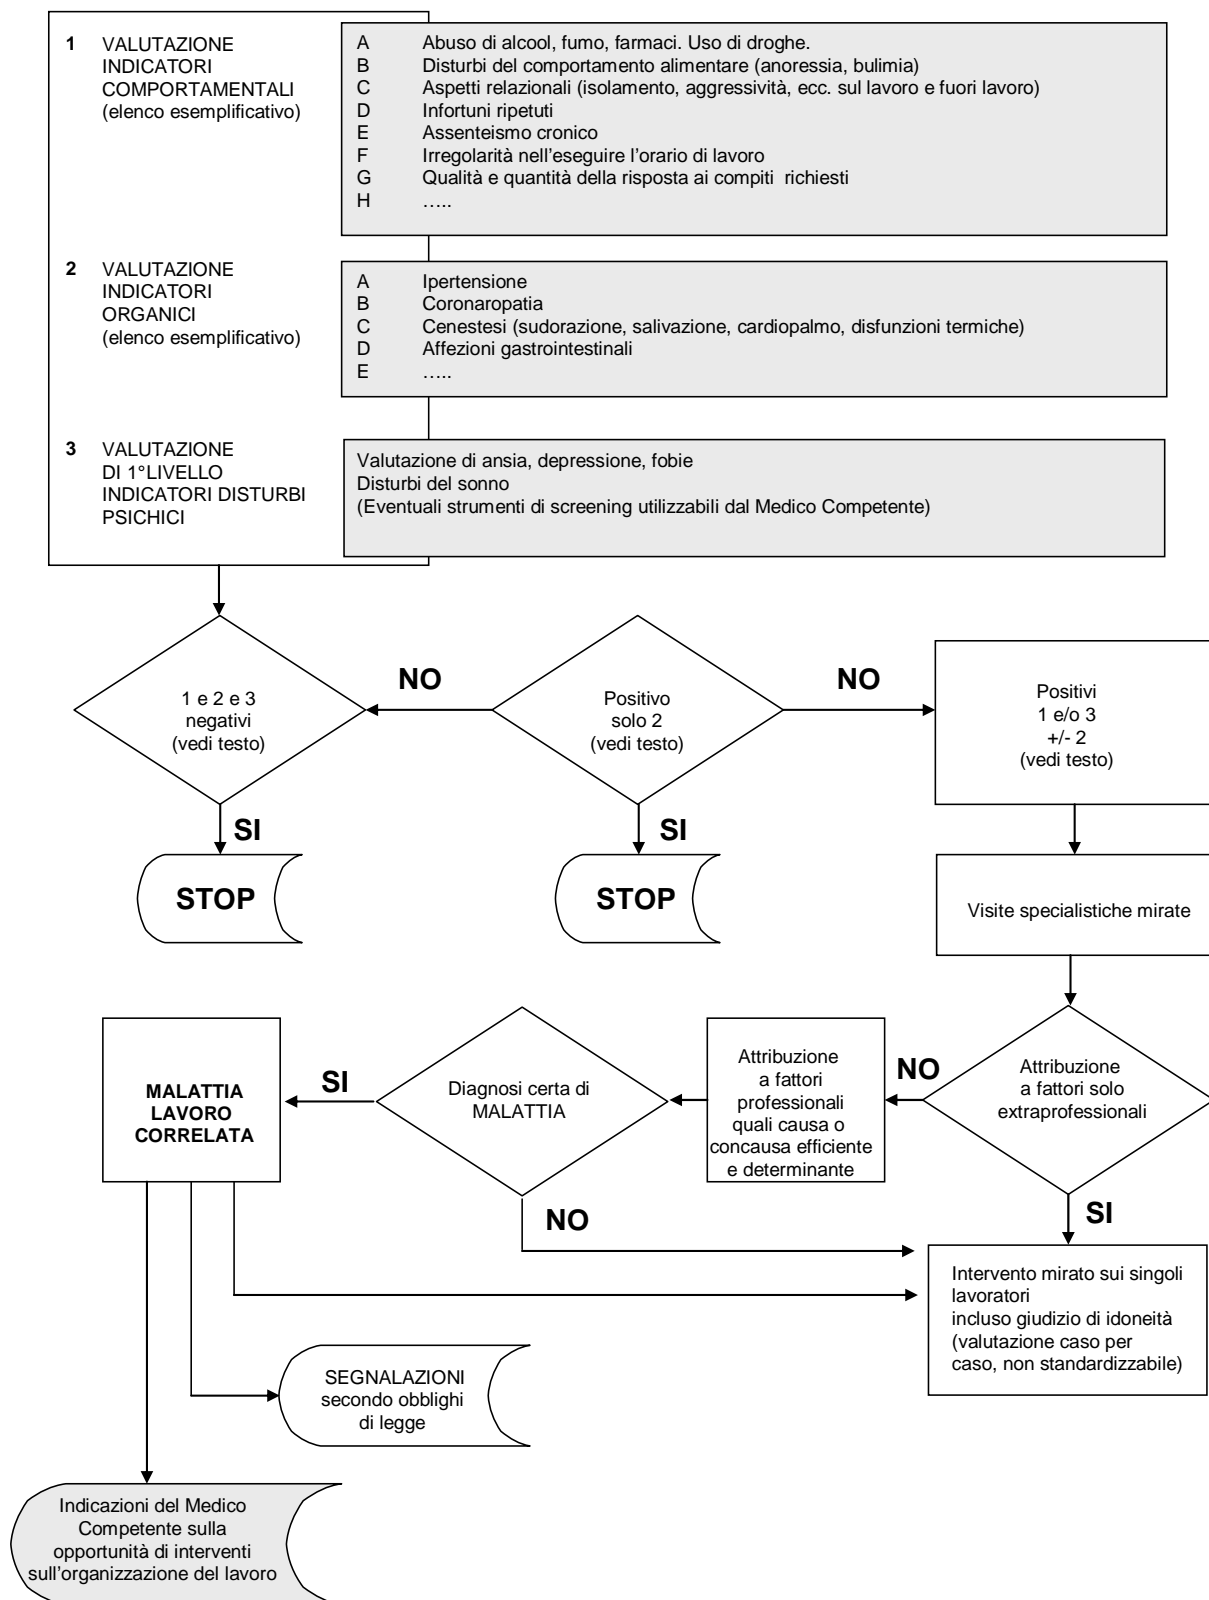 1 VALUTAZIONE
INDICATORI
COMPORTAMENTALI
(elenco esemplificativo)
A Abuso di alcool, fumo, farmaci. Uso di droghe.
B Disturbi del comportamento alimentare (anoressia, bulimia)
C Aspetti relazionali (isolamento, aggressività, ecc. sul lavoro e fuori lavoro)
D Infortuni ripetuti
E Assenteismo cronico
F Irregolarità nell'eseguire l'orario di lavoro
G Qualità e quantità della risposta ai compiti richiesti
H …..
2 VALUTAZIONE
INDICATORI
ORGANICI
(elenco esemplificativo)
A Ipertensione
B Coronaropatia
C Cenestesi (sudorazione, salivazione, cardiopalmo, disfunzioni termiche)
D Affezioni gastrointestinali
E …..
3 VALUTAZIONE
DI 1°LIVELLO
INDICATORI DISTURBI
PSICHICI
Valutazione di ansia, depressione, fobie
Disturbi del sonno
(Eventuali strumenti di screening utilizzabili dal Medico Competente)
1 e 2 e 3
negativi
(vedi testo)
NO
Positivo
solo 2
(vedi testo)
NO
Positivi
1 e/o 3
+/- 2
(vedi testo)
SI
STOP
SI
STOP
Visite specialistiche mirate
MALATTIA
LAVORO
CORRELATA
SI
Diagnosi certa di
MALATTIA
Attribuzione
a fattori
professionali
quali causa o
concausa efficiente
e determinante
NO
Attribuzione
a fattori solo
extraprofessionali
NO
SI
Intervento mirato sui singoli
lavoratori
incluso giudizio di idoneità
(valutazione caso per
caso, non standardizzabile)
SEGNALAZIONI
secondo obblighi
di legge
Indicazioni del Medico
Competente sulla
opportunità di interventi
sull'organizzazione del lavoro